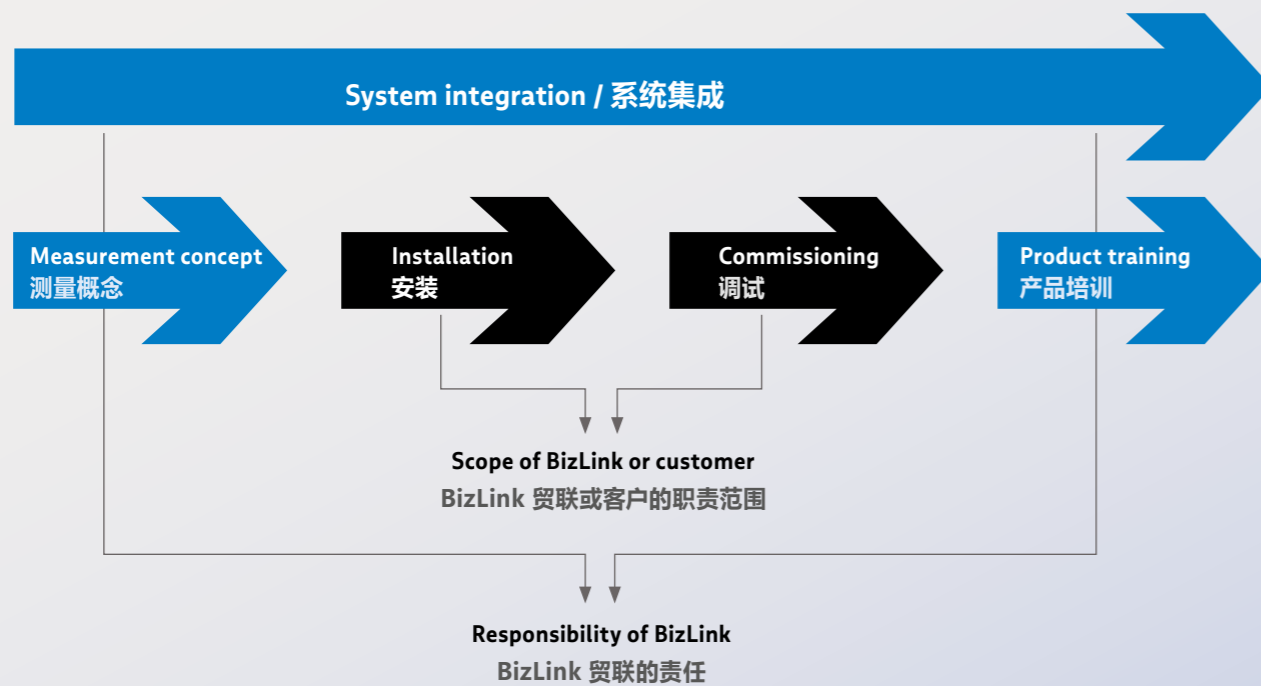 System integration / 系统集成
Measurement concept
测量概念
Installation
安装
Commissioning
调试
Product training
产品培训
Scope of BizLink or customer
BizLink 贸联或客户的职责范围
Responsibility of BizLink
BizLink 贸联的责任